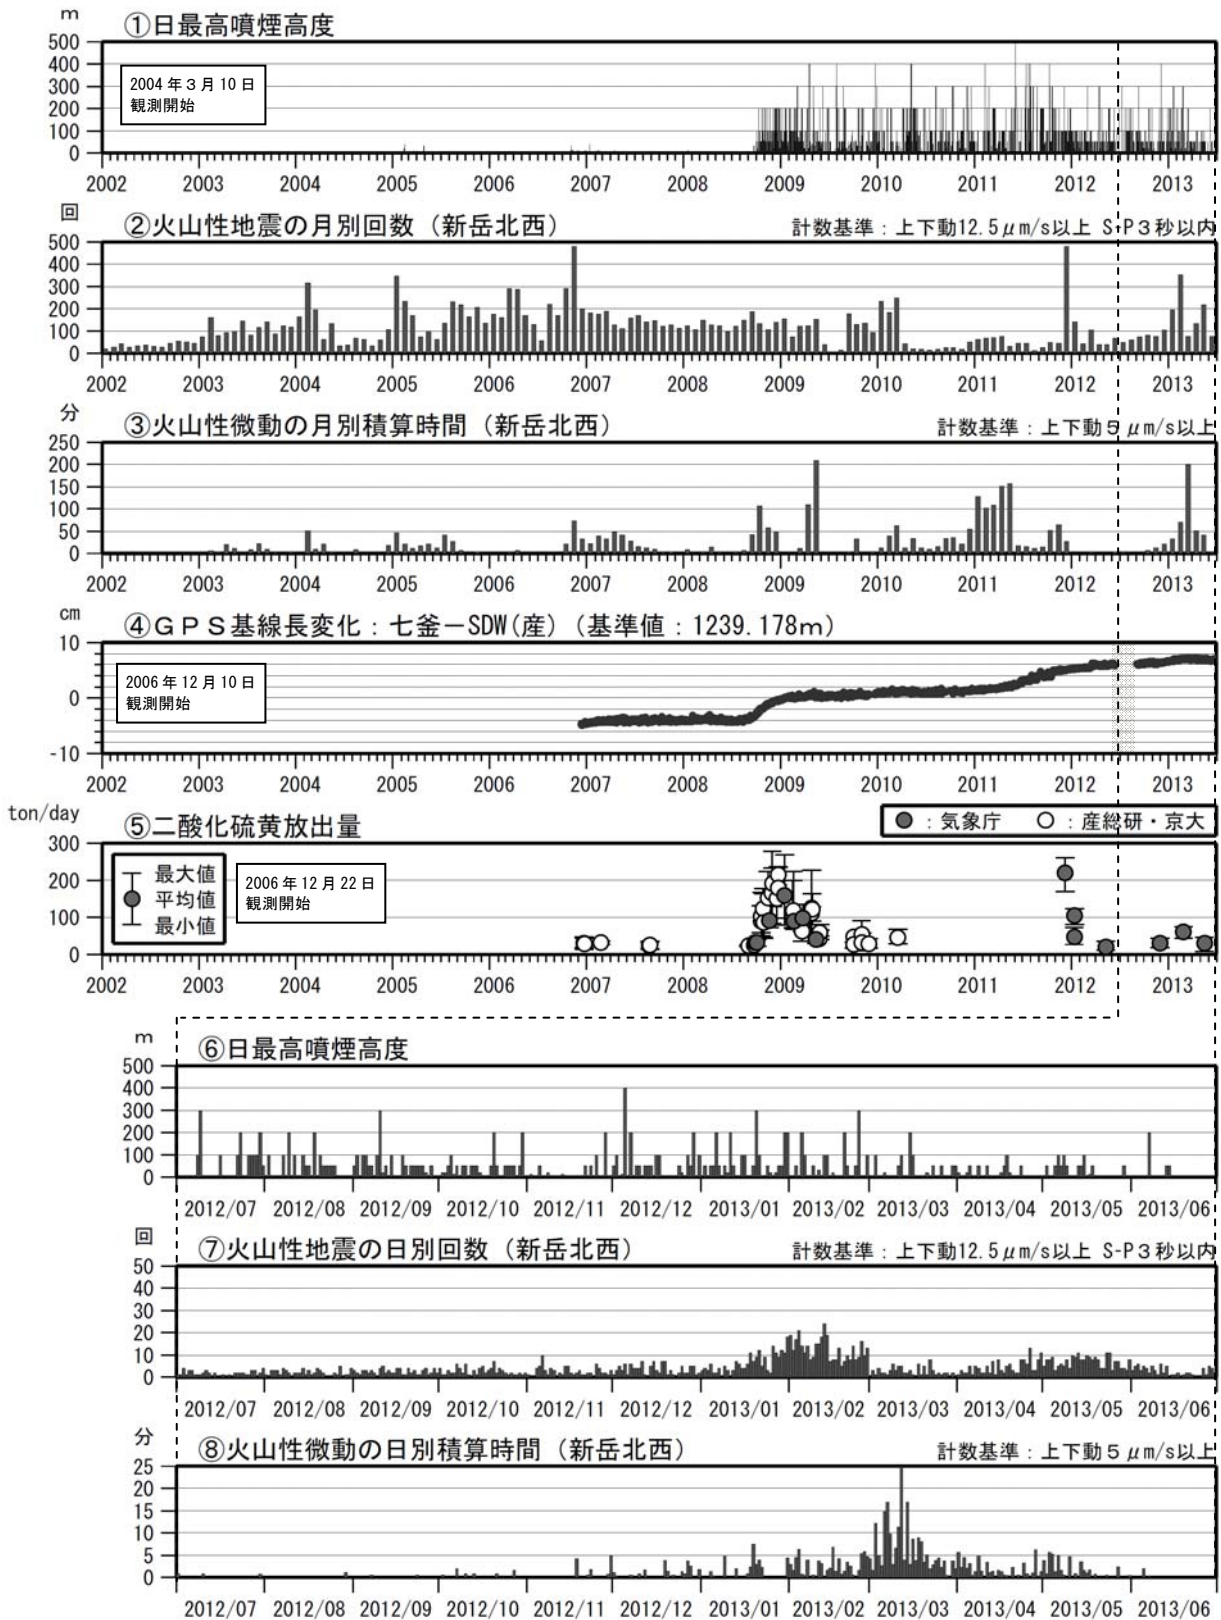 m
①日最高噴煙高度
500
400
300
200
100
0
2004年3月10日
観測開始
2002 2003 2004 2005 2006 2007 2008 2009 2010 2011 2012 2013
回
②火山性地震の月別回数（新岳北西）
計数基準：上下動12.5μm/s以上 S-P3秒以内
500
400
300
200
100
0
2002 2003 2004 2005 2006 2007 2008 2009 2010 2011 2012 2013
分
③火山性微動の月別積算時間（新岳北西）
計数基準：上下動5μm/s以上
250
200
150
100
50
0
2002 2003 2004 2005 2006 2007 2008 2009 2010 2011 2012 2013
cm
④ＧＰＳ基線長変化：七釜－SDW(産)（基準値：1239.178m）
10
0
-10
2006年12月10日
観測開始
2002 2003 2004 2005 2006 2007 2008 2009 2010 2011 2012 2013
ton/day
⑤二酸化硫黄放出量
●：気象庁 ○：産総研・京大
300
200
100
0
最大値
平均値
最小値
2006年12月22日
観測開始
2002 2003 2004 2005 2006 2007 2008 2009 2010 2011 2012 2013
m
⑥日最高噴煙高度
500
400
300
200
100
0
2012/07 2012/08 2012/09 2012/10 2012/11 2012/12 2013/01 2013/02 2013/03 2013/04 2013/05 2013/06
回
⑦火山性地震の日別回数（新岳北西）
計数基準：上下動12.5μm/s以上 S-P3秒以内
50
40
30
20
10
0
2012/07 2012/08 2012/09 2012/10 2012/11 2012/12 2013/01 2013/02 2013/03 2013/04 2013/05 2013/06
分
⑧火山性微動の日別積算時間（新岳北西）
計数基準：上下動5μm/s以上
25
20
15
10
5
0
2012/07 2012/08 2012/09 2012/10 2012/11 2012/12 2013/01 2013/02 2013/03 2013/04 2013/05 2013/06